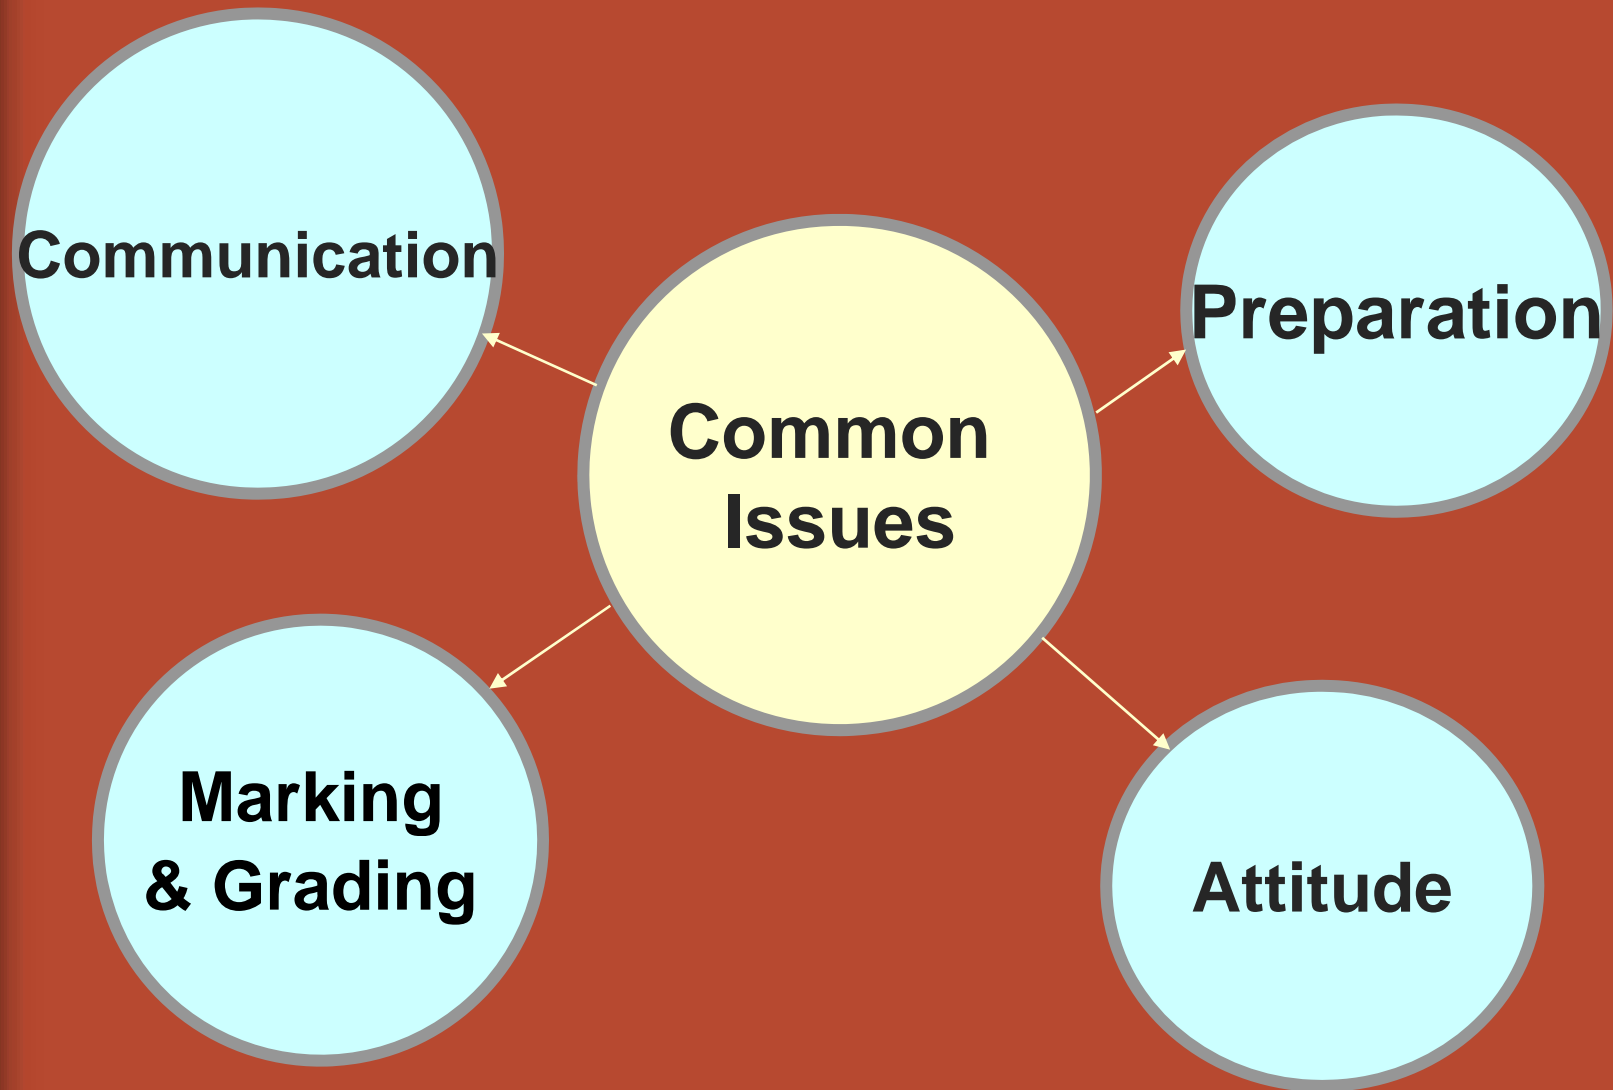 Communication
Preparation
Common
Issues
Marking
& Grading
Attitude